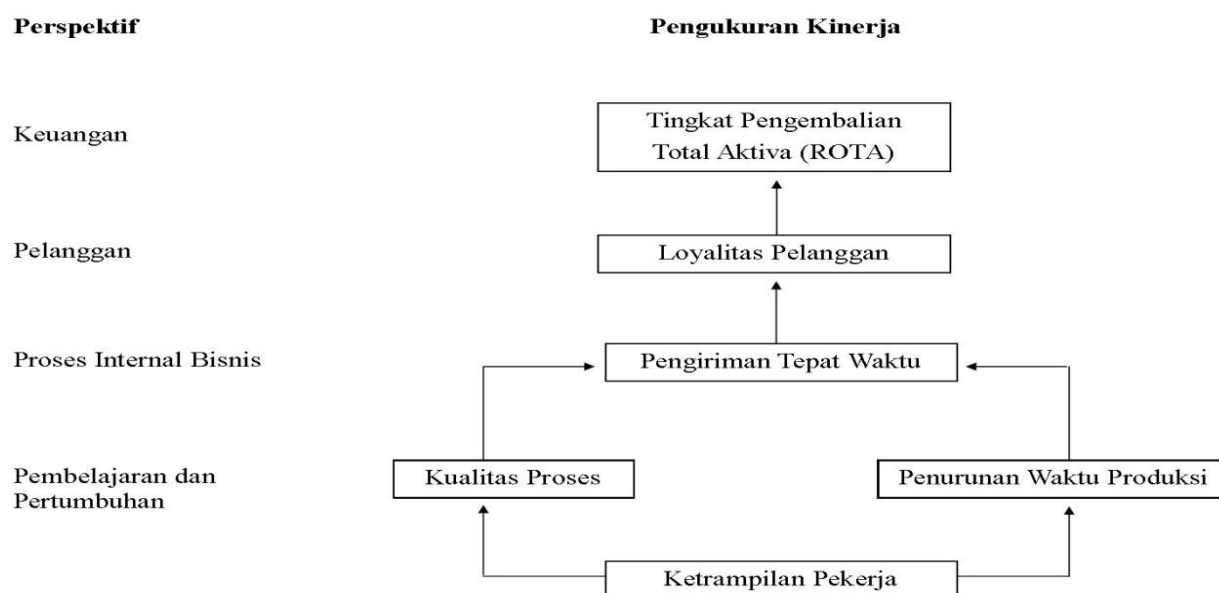 Perspektif
Pengukuran Kinerja
Keuangan
Tingkat Pengembalian
Total Aktiva (ROTA)
Pelanggan
Loyalitas Pelanggan
Proses Internal Bisnis
Pengiriman Tepat Waktu
Pembelajaran dan
Pertumbuhan
Kualitas Proses
Penurunan Waktu Produksi
Ketrampilan Pekerja